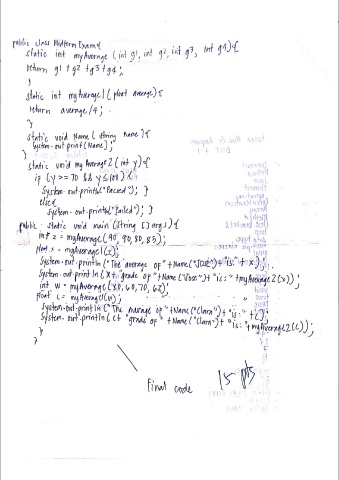 public class Midterm Exam {
static int myAverage (int g1, int g2, int g3, int g4) {
return g1 + g2 + g3 + g4;
}
static int myAverage1 (float average) {
return average /4;
}
static void Name ( string name ) {
System.out.print (Name);
}
static void myAverage2 ( int y) {
if (y >= 70 && y ≤ 100) {
System.out.println ("Passed"); }
else {
System.out.println ("Failed"); }
public static void main (String [] args) {
int z = myAverage (90, 90, 80, 80);
float x = myAverage1 (z);
System.out.println ("The average of " + Name ("Jose") + "is: " + x);
System.out.println ( x + "grade of " + Name ("Jose") + "is: " + myAverage2 (x));
int w = myAverage (80, 60, 70, 62);
float c = myAverage1 (w);
System.out.println ("The average of " + Name ("Clara") + "is: " + c);
System.out.println ( c + "grade of " + Name ("Clara") + "is: " + myAverage2 (c));
}
}
Final code
15 pts